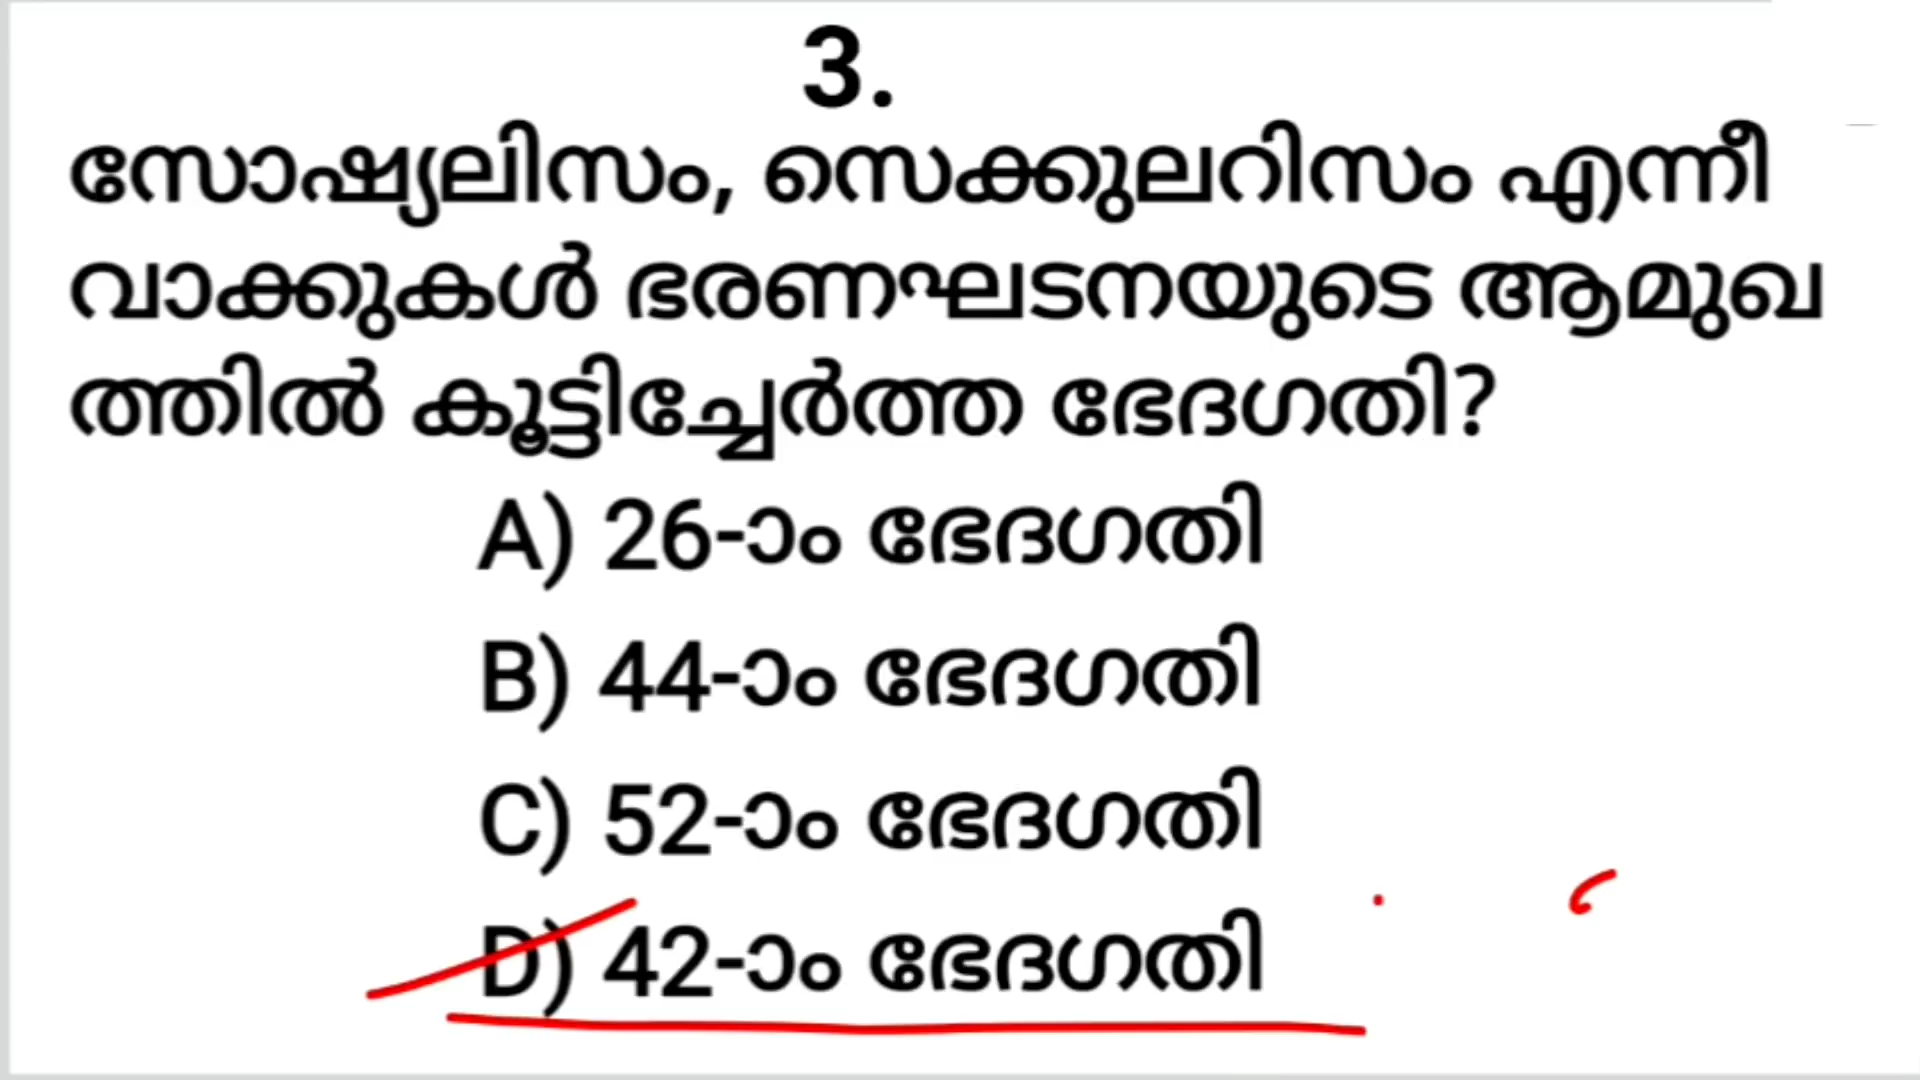 3.
സോഷ്യലിസം, സെക്കുലറിസം എന്നീ
വാക്കുകൾ ഭരണഘടനയുടെ ആമുഖ
ത്തിൽ കൂട്ടിച്ചേർത്ത ഭേദഗതി?
A) 26-ാം ഭേദഗതി
B) 44-ാം ഭേദഗതി
C) 52-ാം ഭേദഗതി
D) 42-ാം ഭേദഗതി